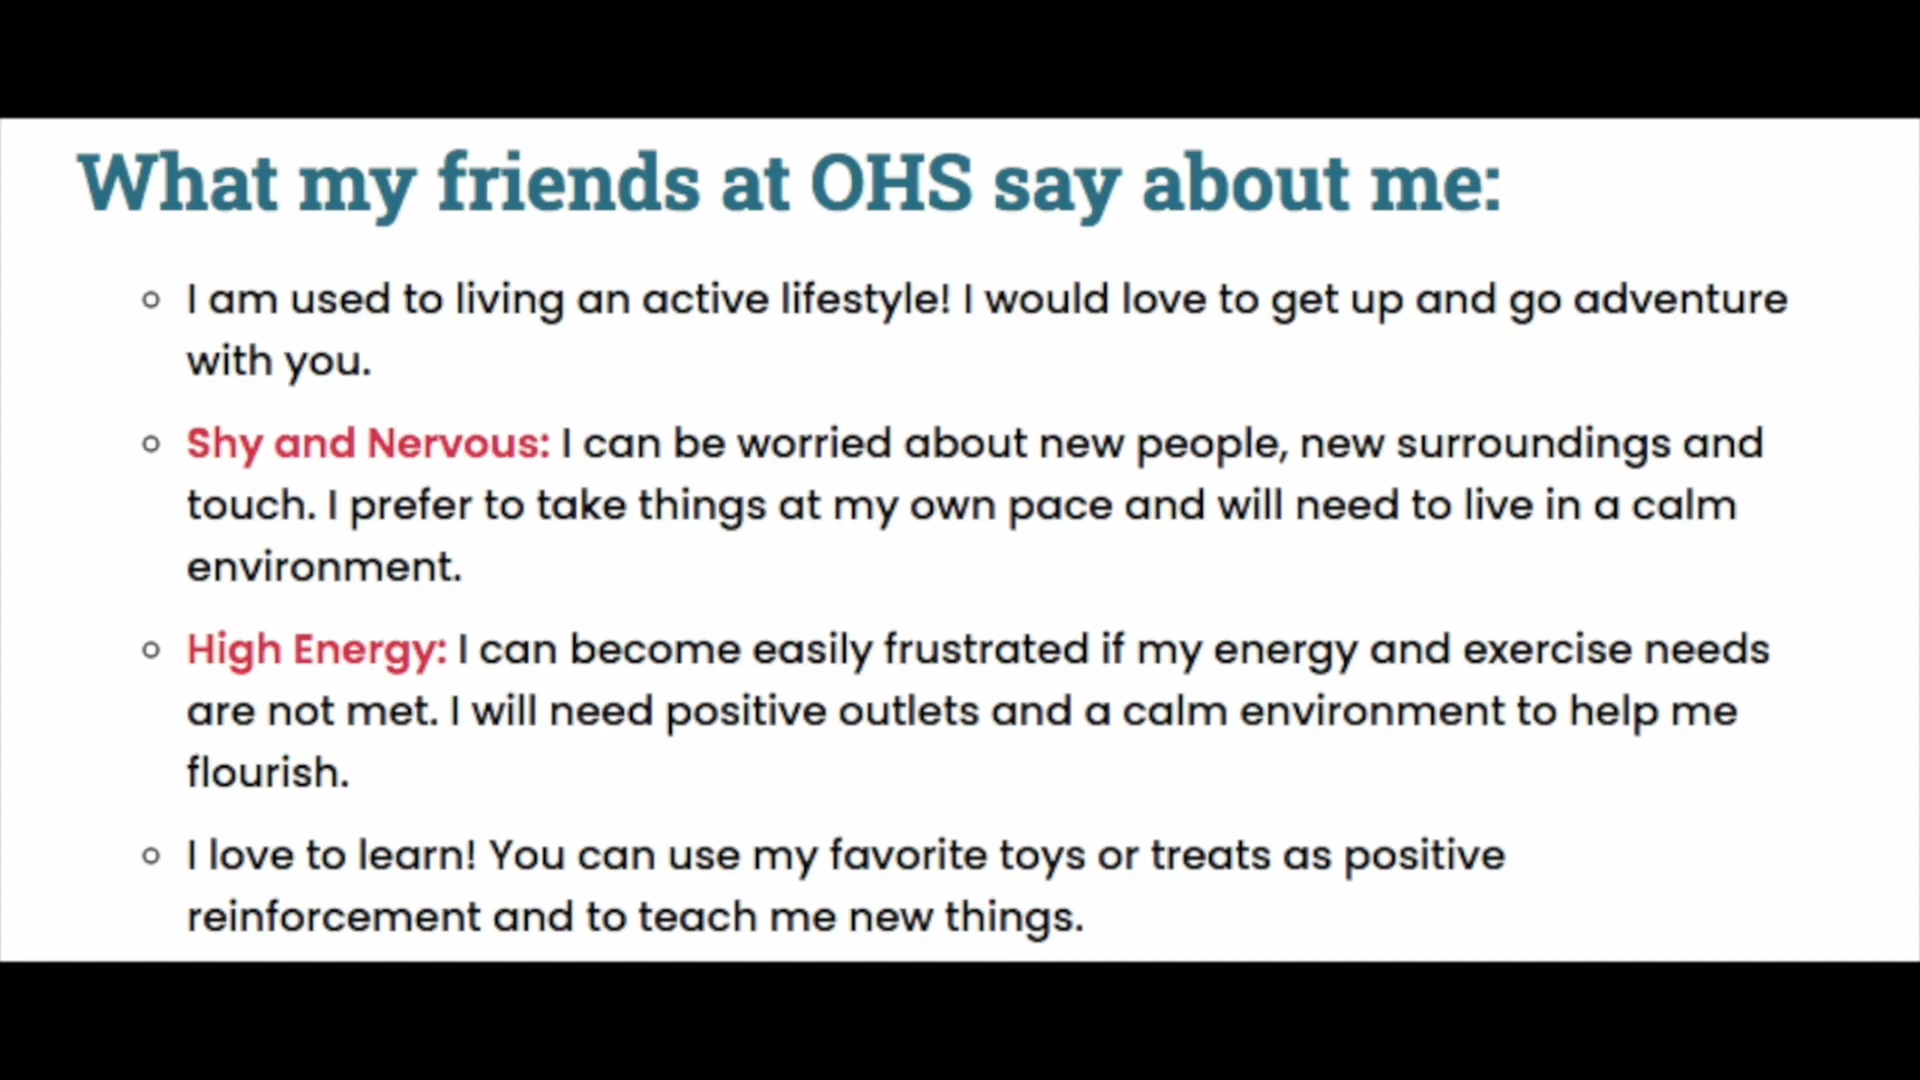 What my friends at OHS say about me:
I am used to living an active lifestyle! I would love to get up and go adventure
with you.
Shy and Nervous: I can be worried about new people, new surroundings and
touch. I prefer to take things at my own pace and will need to live in a calm
environment.
High Energy: I can become easily frustrated if my energy and exercise needs
are not met. I will need positive outlets and a calm environment to help me
flourish.
I love to learn! You can use my favorite toys or treats as positive
reinforcement and to teach me new things.